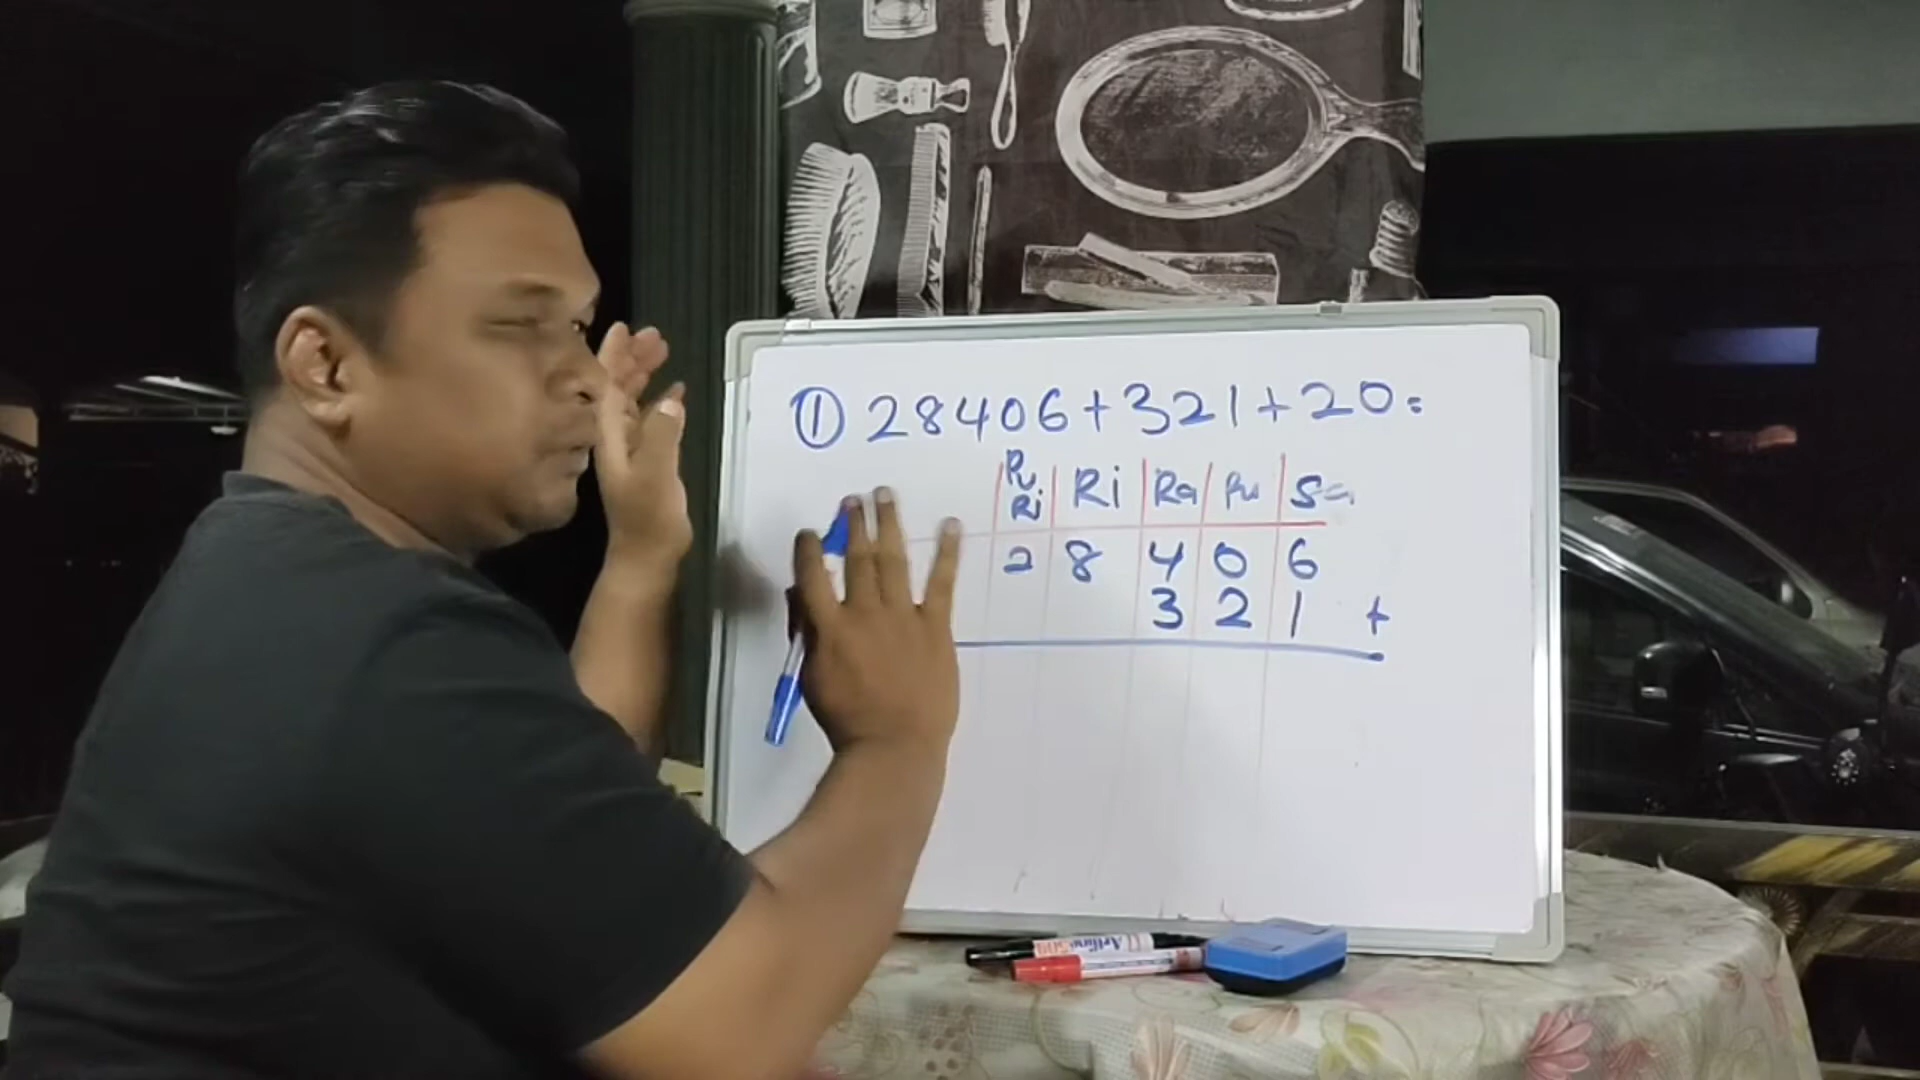 ① 28406+321+20=
Pu Ri | Ri | Ra | Pu | Sa
2 8 4 0 6
3 2 1 +
Artline 500